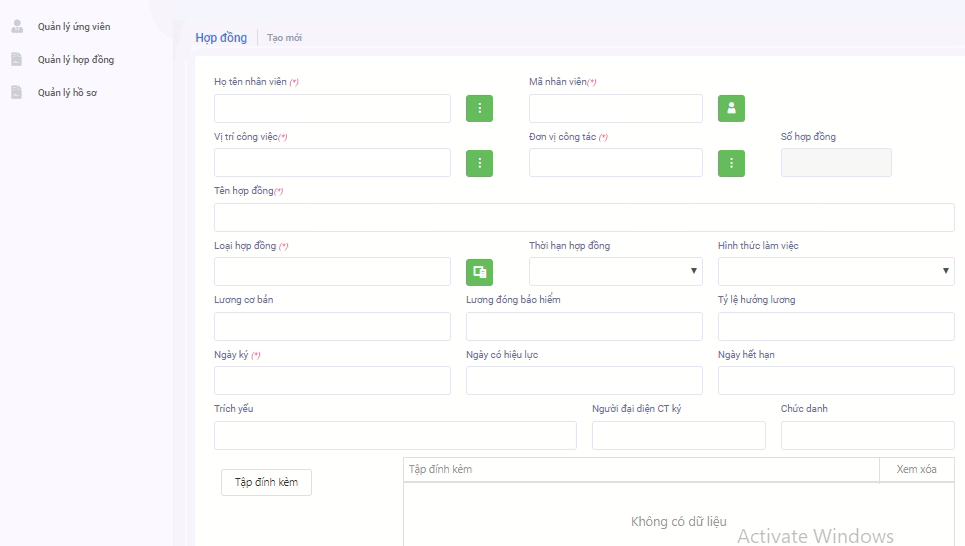 Quản lý ứng viên
Quản lý hợp đồng
Quản lý hồ sơ
Hợp đồng
Tạo mới
Họ tên nhân viên (*)
Mã nhân viên(*)
Vị trí công việc(*)
Đơn vị công tác (*)
Số hợp đồng
Tên hợp đồng(*)
Loại hợp đồng (*)
Thời hạn hợp đồng
Hình thức làm việc
Lương cơ bản
Lương đóng bảo hiểm
Tỷ lệ hưởng lương
Ngày ký (*)
Ngày có hiệu lực
Ngày hết hạn
Trích yếu
Người đại diện CT ký
Chức danh
Tập đính kèm
Tập đính kèm
Xem xóa
Không có dữ liệu
Activate Windows